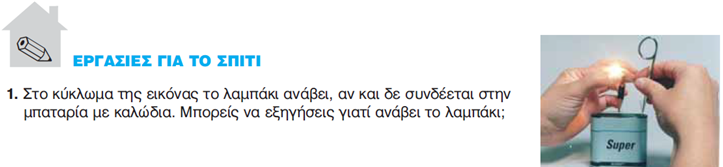 ΕΡΓΑΣΙΕΣ ΓΙΑ ΤΟ ΣΠΙΤΙ
1. Στο κύκλωμα της εικόνας το λαμπάκι ανάβει, αν και δε συνδέεται στην
μπαταρία με καλώδια. Μπορείς να εξηγήσεις γιατί ανάβει το λαμπάκι;
Super